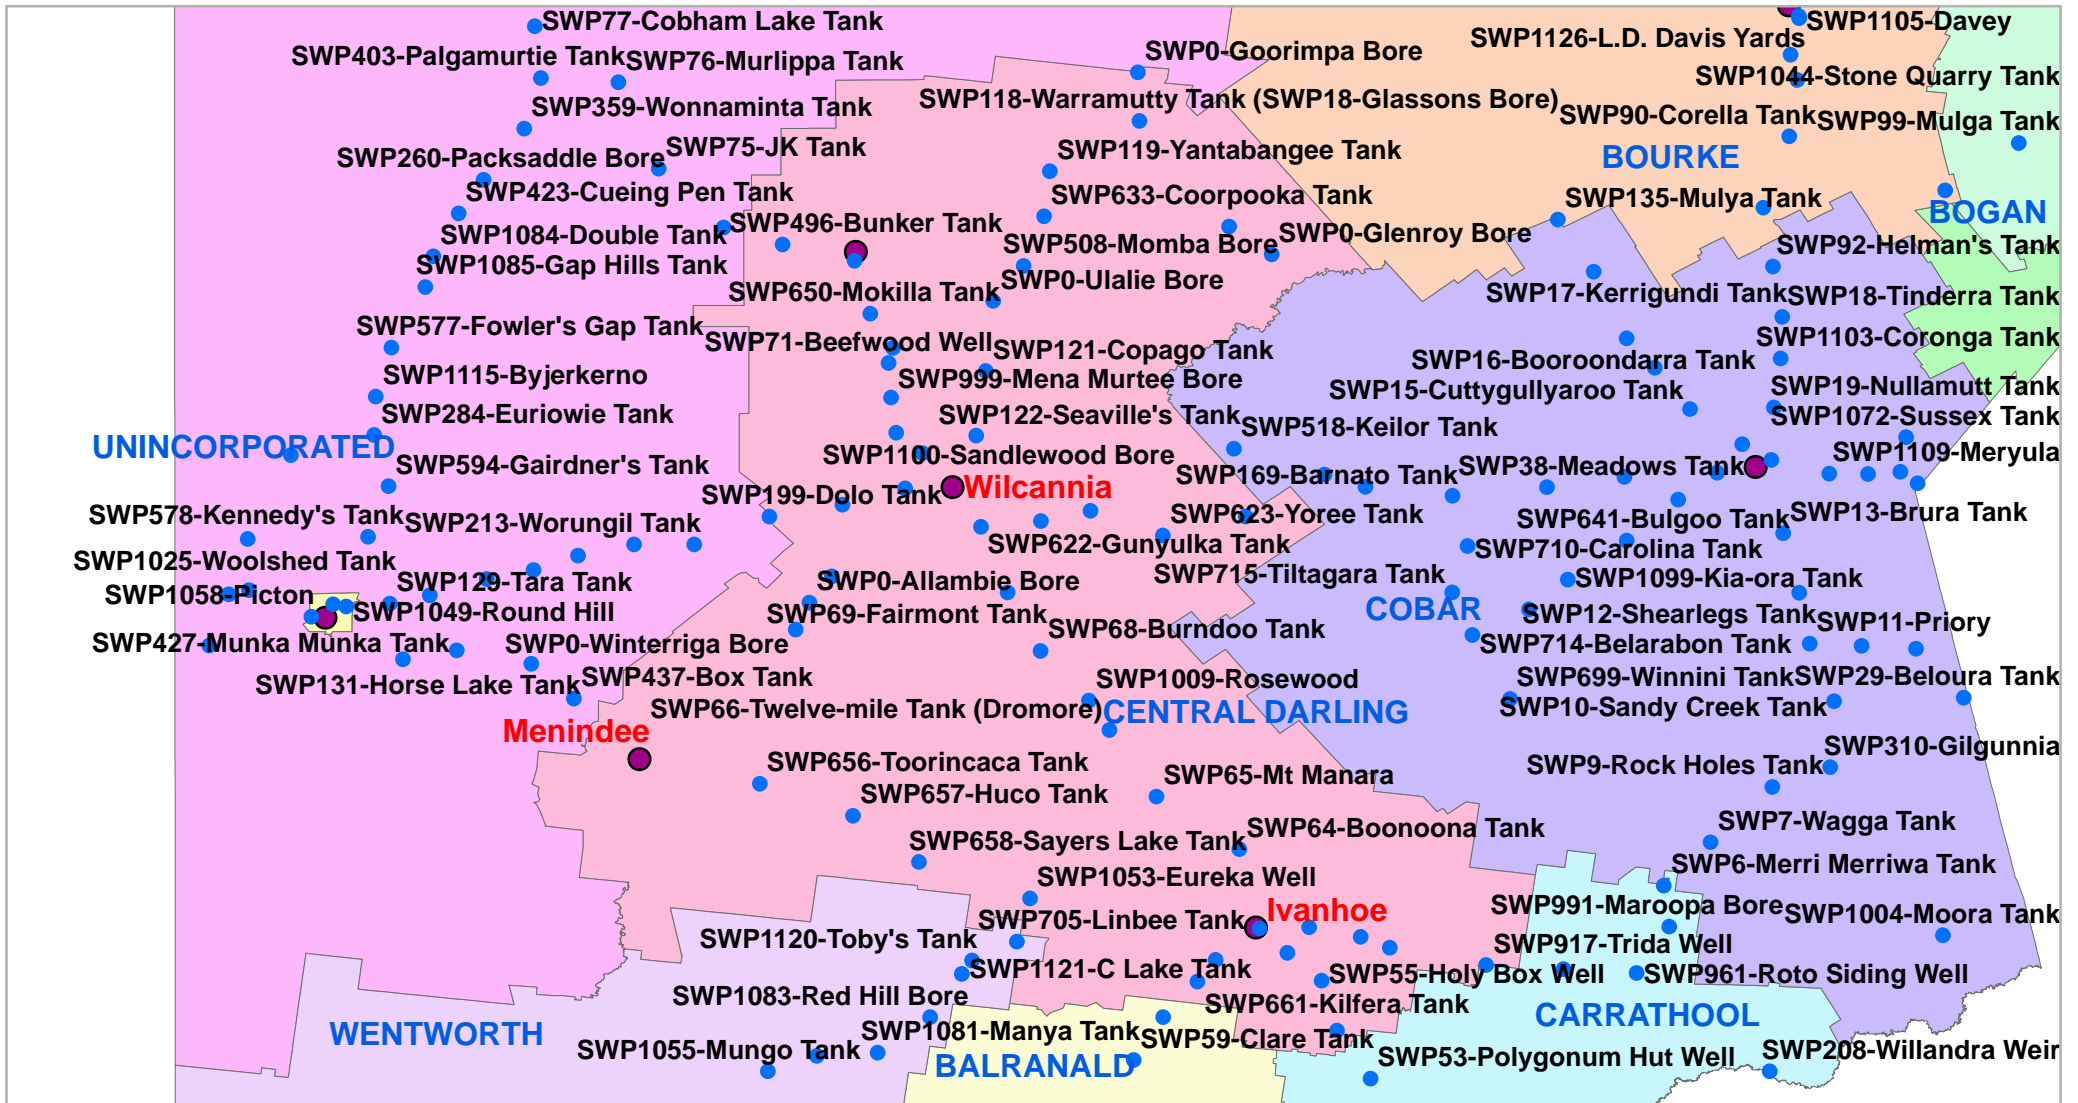 SWP77-Cobham Lake Tank
SWP1105-Davey
SWP1126-L.D. Davis Yards
SWP403-Palgamurtie Tank
SWP76-Murlippa Tank
SWP0-Goorimpa Bore
SWP1044-Stone Quarry Tank
SWP359-Wonnaminta Tank
SWP118-Warramutty Tank (SWP18-Glassons Bore)
SWP90-Corella Tank
SWP99-Mulga Tank
SWP260-Packsaddle Bore
SWP75-JK Tank
SWP119-Yantabangee Tank
BOURKE
SWP423-Cueing Pen Tank
SWP633-Coorpooka Tank
SWP135-Mulya Tank
BOGAN
SWP496-Bunker Tank
SWP1084-Double Tank
SWP508-Momba Bore
SWP0-Glenroy Bore
SWP92-Helman's Tank
SWP1085-Gap Hills Tank
SWP650-Mokilla Tank
SWP0-Ulalie Bore
SWP17-Kerrigundi Tank
SWP18-Tinderra Tank
SWP577-Fowler's Gap Tank
SWP71-Beefwood Well
SWP121-Copago Tank
SWP16-Booroondarra Tank
SWP1103-Coronga Tank
SWP1115-Byjerkerno
SWP999-Mena Murtee Bore
SWP15-Cuttygullyaroo Tank
SWP19-Nullamutt Tank
SWP284-Euriowie Tank
SWP122-Seaville's Tank
SWP518-Keilor Tank
SWP1072-Sussex Tank
UNINCORPORATED
SWP594-Gairdner's Tank
SWP1100-Sandlewood Bore
SWP169-Barnato Tank
SWP38-Meadows Tank
SWP1109-Meryula
SWP199-Dolo Tank
Wilcannia
SWP578-Kennedy's Tank
SWP213-Worungil Tank
SWP623-Yoree Tank
SWP641-Bulgoo Tank
SWP13-Brura Tank
SWP622-Gunyulka Tank
SWP710-Carolina Tank
SWP1025-Woolshed Tank
SWP129-Tara Tank
SWP0-Allambie Bore
SWP715-Tiltagara Tank
SWP1099-Kia-ora Tank
SWP1058-Picton
SWP1049-Round Hill
SWP69-Fairmont Tank
COBAR
SWP12-Shearlegs Tank
SWP11-Priory
SWP427-Munka Munka Tank
SWP0-Winterriga Bore
SWP68-Burndoo Tank
SWP714-Belarabon Tank
SWP131-Horse Lake Tank
SWP437-Box Tank
SWP1009-Rosewood
SWP699-Winnini Tank
SWP29-Beloura Tank
SWP66-Twelve-mile Tank (Dromore)
CENTRAL DARLING
SWP10-Sandy Creek Tank
Menindee
SWP310-Gilgunnia
SWP656-Toorincaca Tank
SWP65-Mt Manara
SWP9-Rock Holes Tank
SWP657-Huco Tank
SWP658-Sayers Lake Tank
SWP64-Boonoona Tank
SWP7-Wagga Tank
SWP1053-Eureka Well
SWP6-Merri Merriwa Tank
SWP705-Linbee Tank
Ivanhoe
SWP991-Maroopa Bore
SWP1004-Moora Tank
SWP1120-Toby's Tank
SWP917-Trida Well
SWP1121-C Lake Tank
SWP55-Holy Box Well
SWP961-Roto Siding Well
SWP1083-Red Hill Bore
SWP661-Kilfera Tank
CARRATHOOL
WENTWORTH
SWP1081-Manya Tank
SWP59-Clare Tank
SWP1055-Mungo Tank
BALRANALD
SWP53-Polygonum Hut Well
SWP208-Willandra Weir